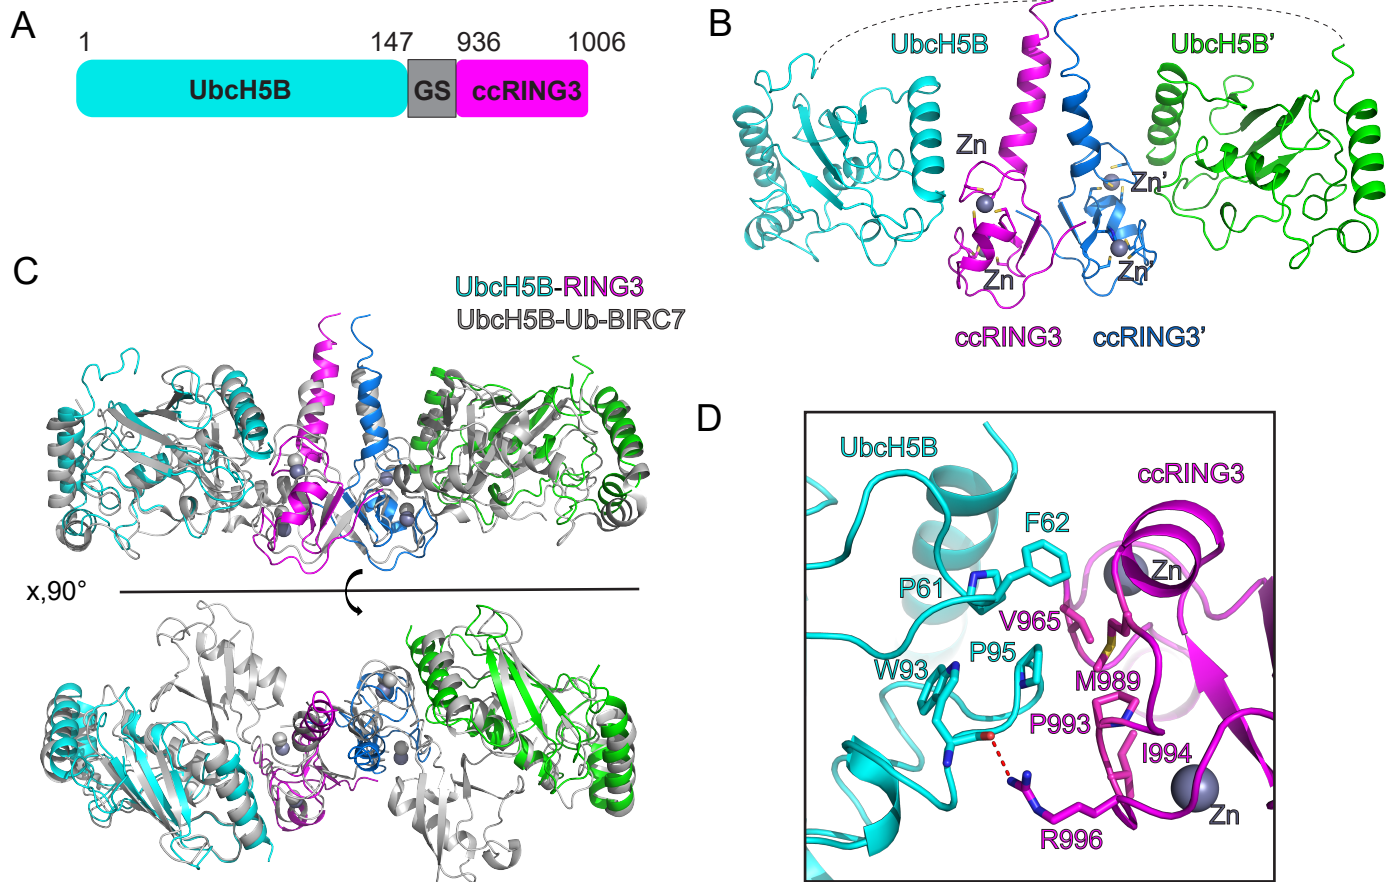 A
1 147 936 1006
UbcH5B GS ccRING3
B
UbcH5B UbcH5B'
Zn
Zn'
Zn Zn'
ccRING3 ccRING3'
C
UbcH5B-RING3
UbcH5B-Ub-BIRC7
x,90°
D
UbcH5B
ccRING3
F62
Zn
P61
V965
P95
W93
M989
P993
I994
Zn
R996